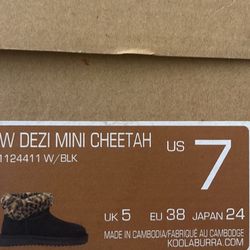 W DEZI MINI CHEETAH
1124411 W/BLK
US 7
UK 5 EU 38 JAPAN 24
MADE IN CAMBODIA/FABRIQUÉ AU CAMBODGE
KOOLABURRA.COM